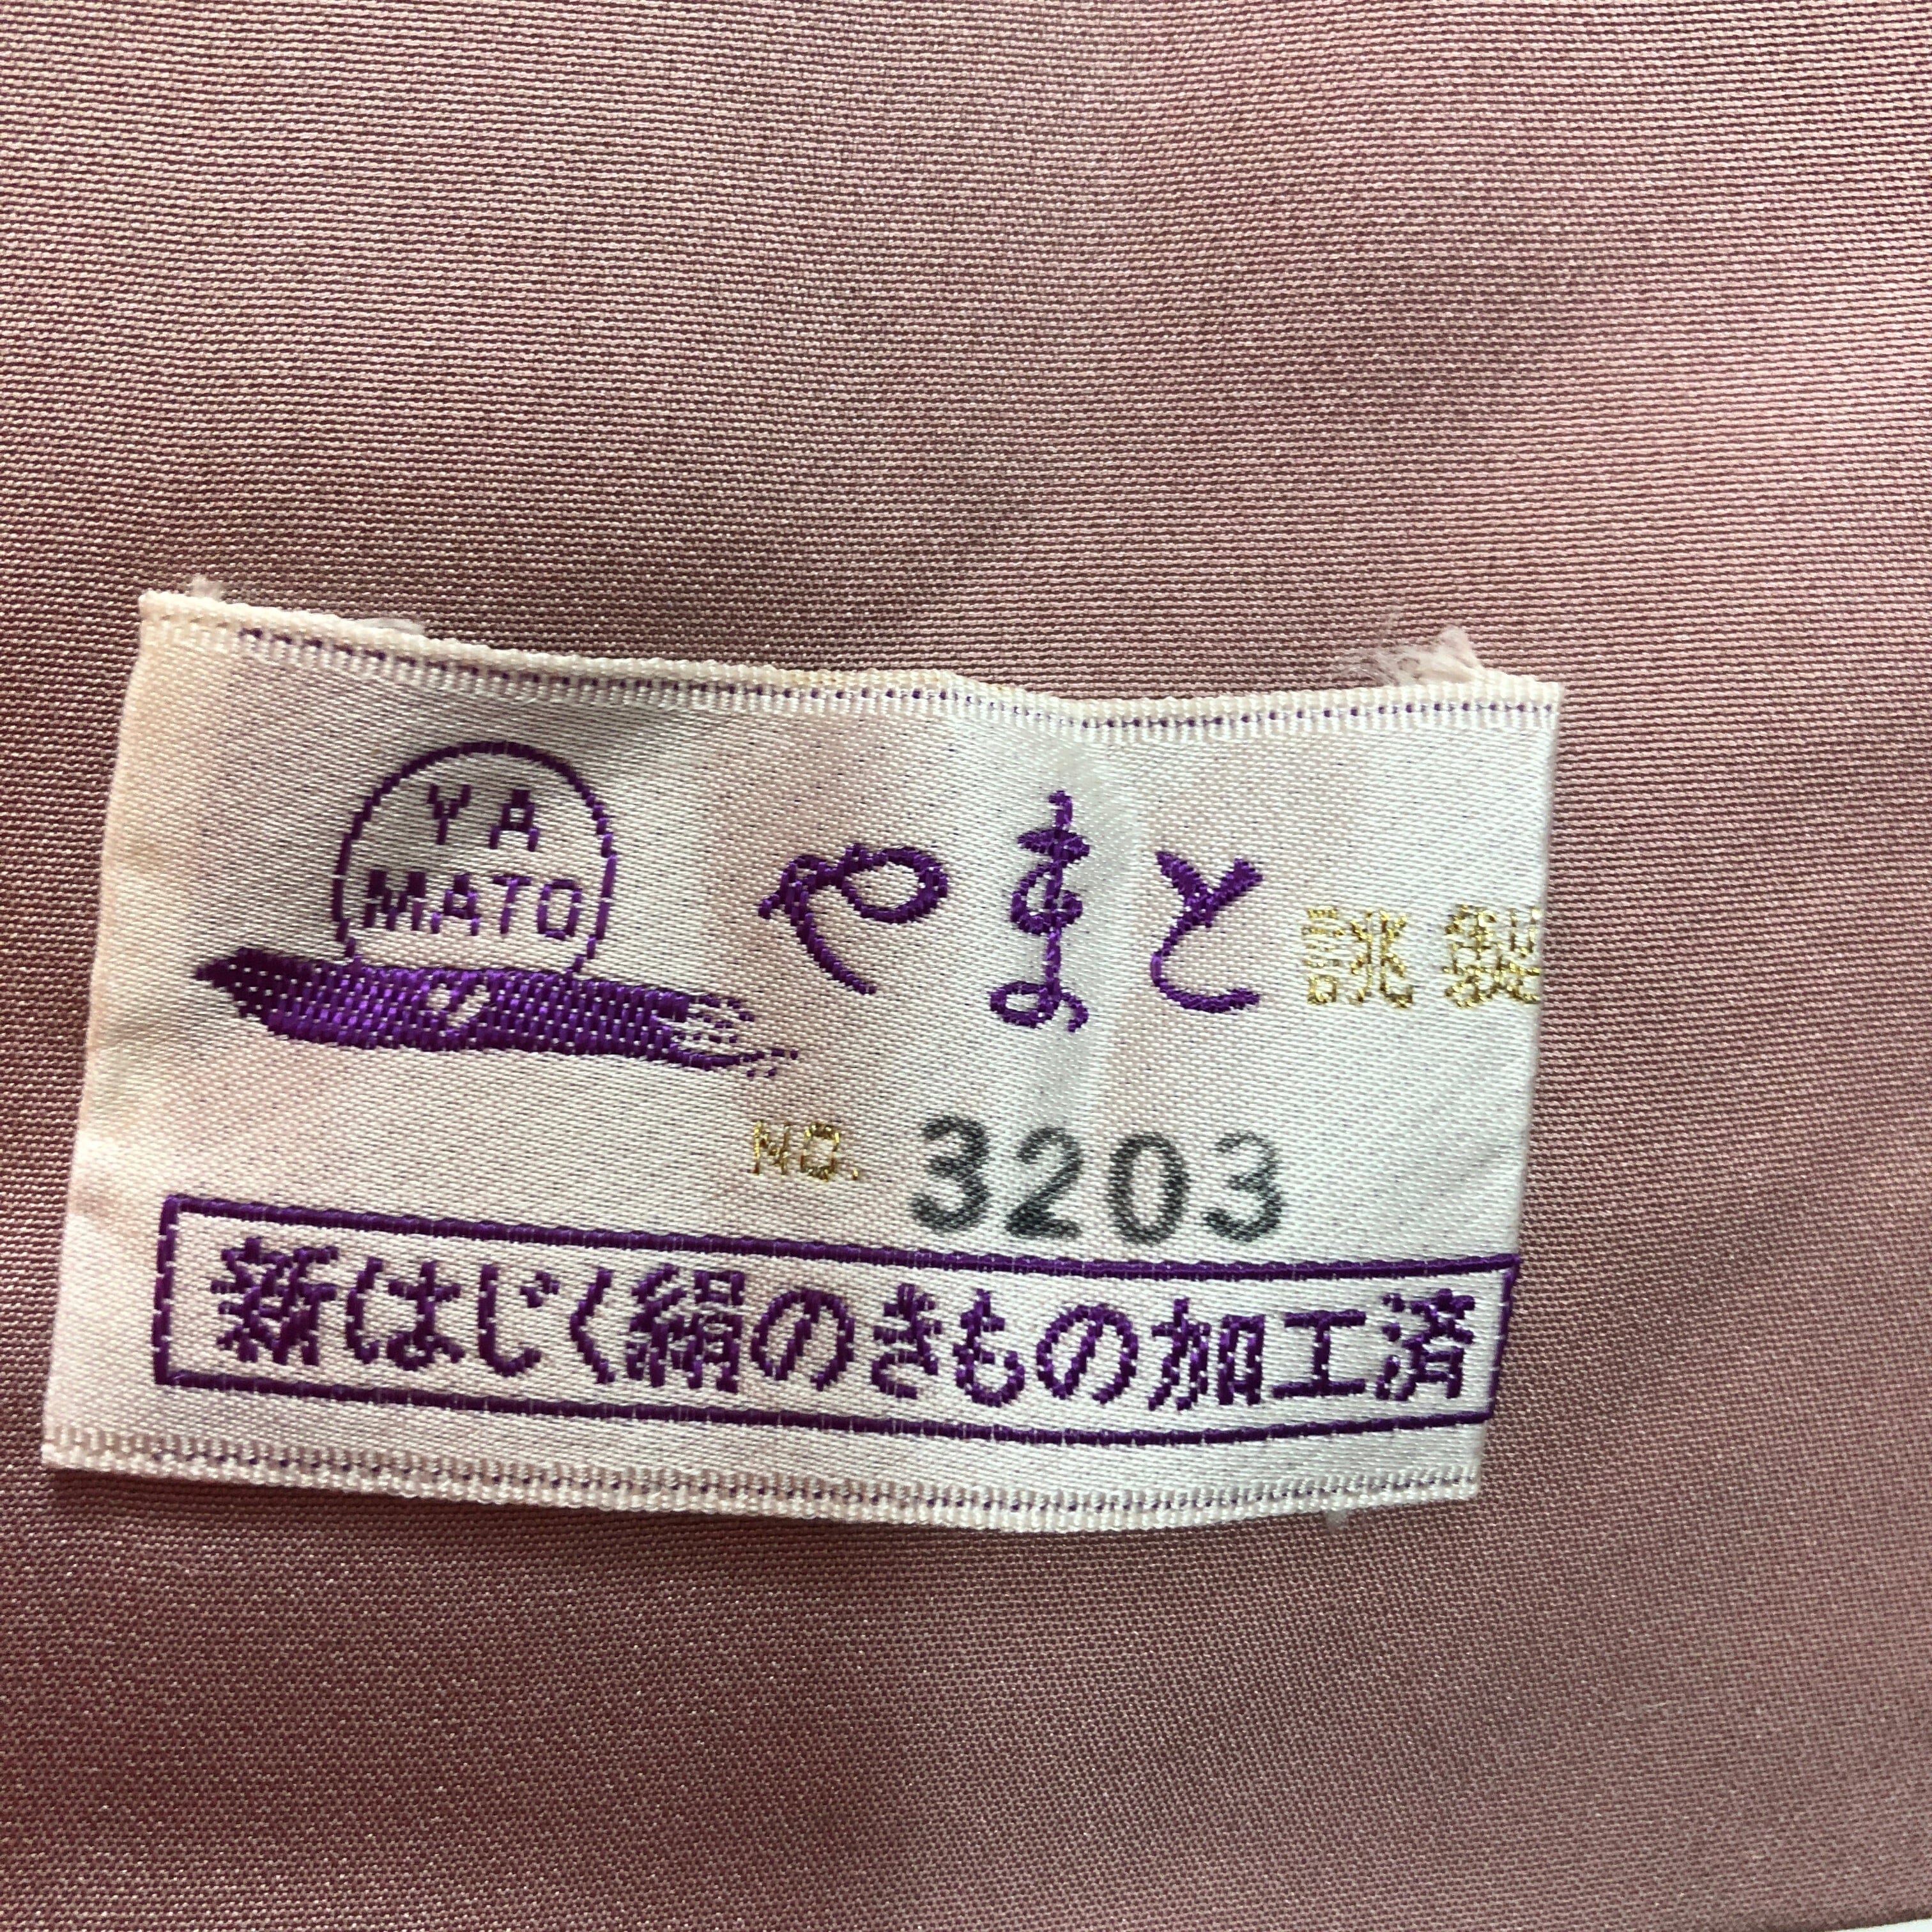 YA
MATO
やまと 誂製
NO. 3203
新はじく絹のきもの加工済